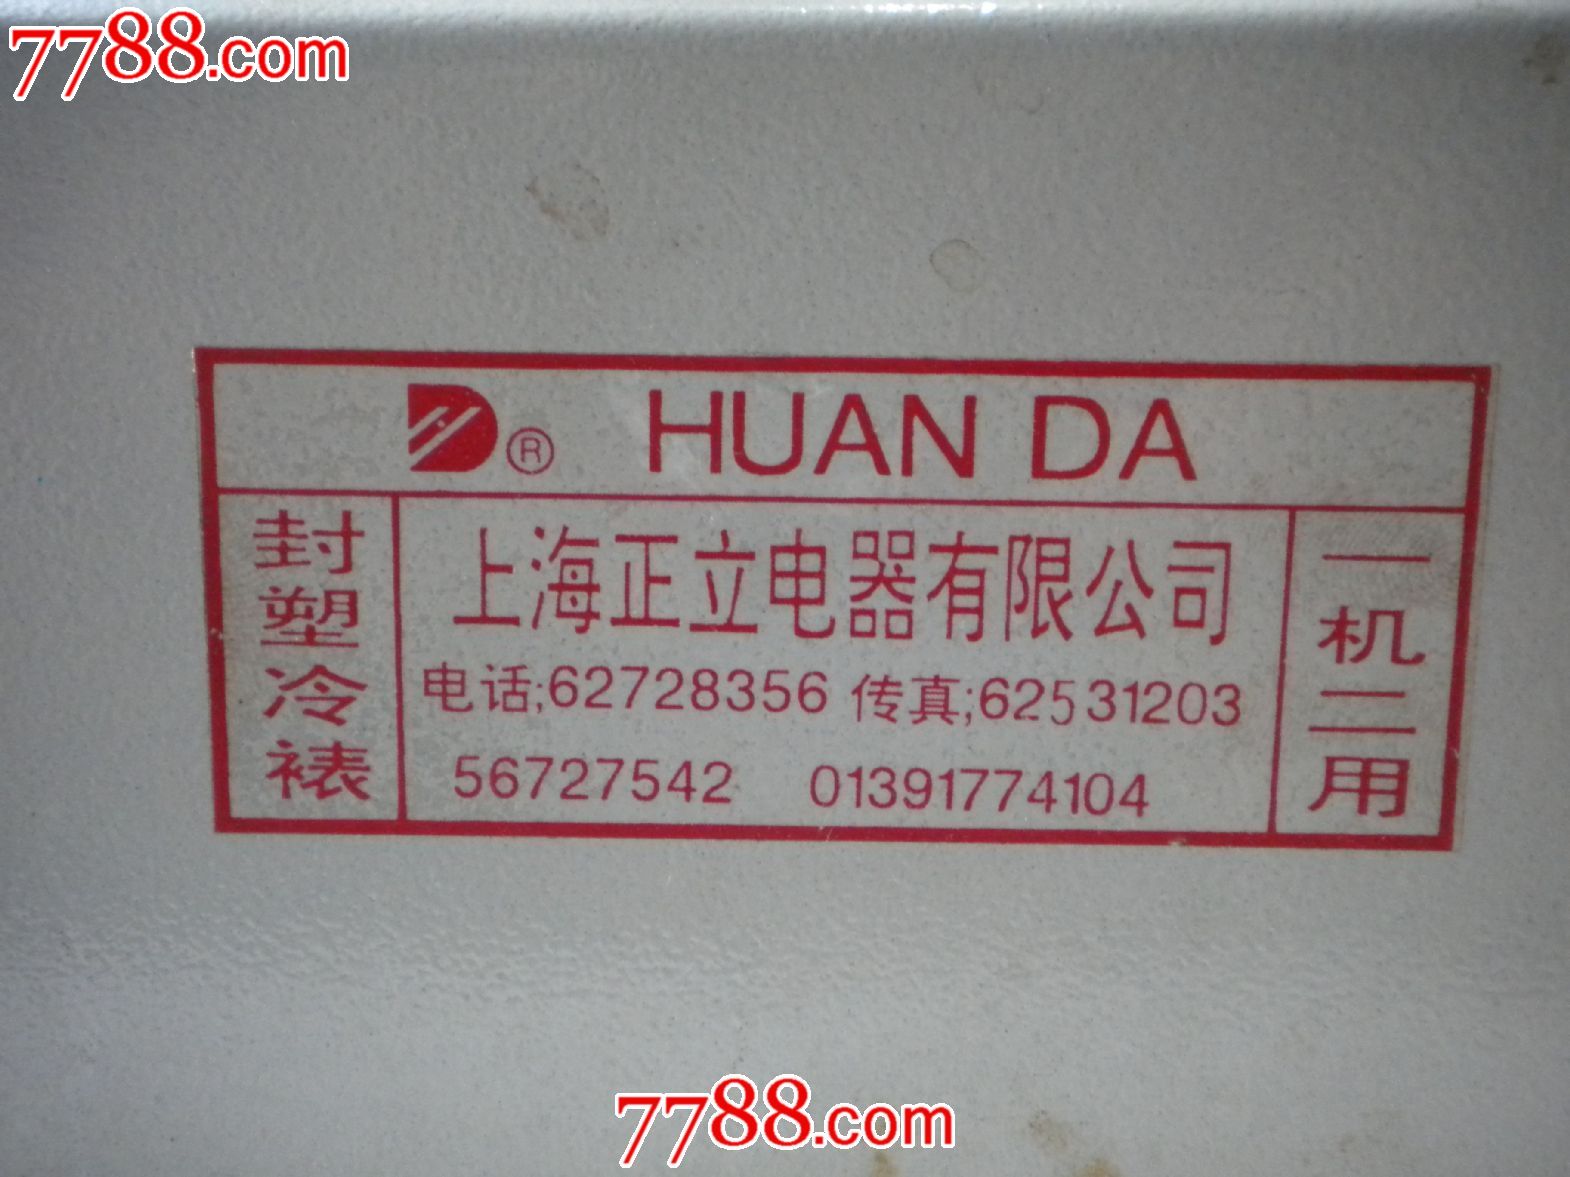 7788.com
® HUAN DA
封塑冷裱
上海正立电器有限公司
电话;62728356 传真;62531203
56727542 01391774104
一机二用
7788.com